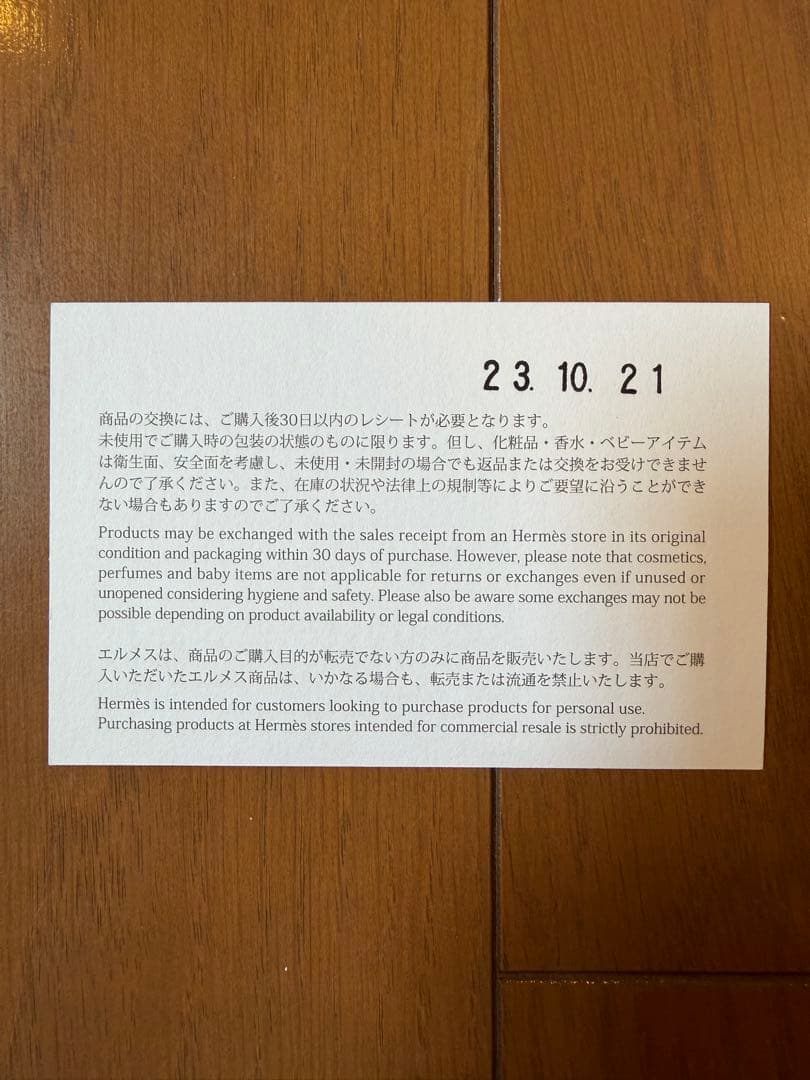 23. 10. 21
商品の交換には、ご購入後30日以内のレシートが必要となります。
未使用でご購入時の包装の状態のものに限ります。但し、化粧品・香水・ベビーアイテム
は衛生面、安全面を考慮し、未使用・未開封の場合でも返品または交換をお受けできませ
んので了承ください。また、在庫の状況や法律上の規制等によりご要望に沿うことができ
ない場合もありますのでご了承ください。
Products may be exchanged with the sales receipt from an Hermès store in its original
condition and packaging within 30 days of purchase. However, please note that cosmetics,
perfumes and baby items are not applicable for returns or exchanges even if unused or
unopened considering hygiene and safety. Please also be aware some exchanges may not be
possible depending on product availability or legal conditions.
エルメスは、商品のご購入目的が転売でない方のみに商品を販売いたします。当店でご購
入いただいたエルメス商品は、いかなる場合も、転売または流通を禁止いたします。
Hermès is intended for customers looking to purchase products for personal use.
Purchasing products at Hermès stores intended for commercial resale is strictly prohibited.